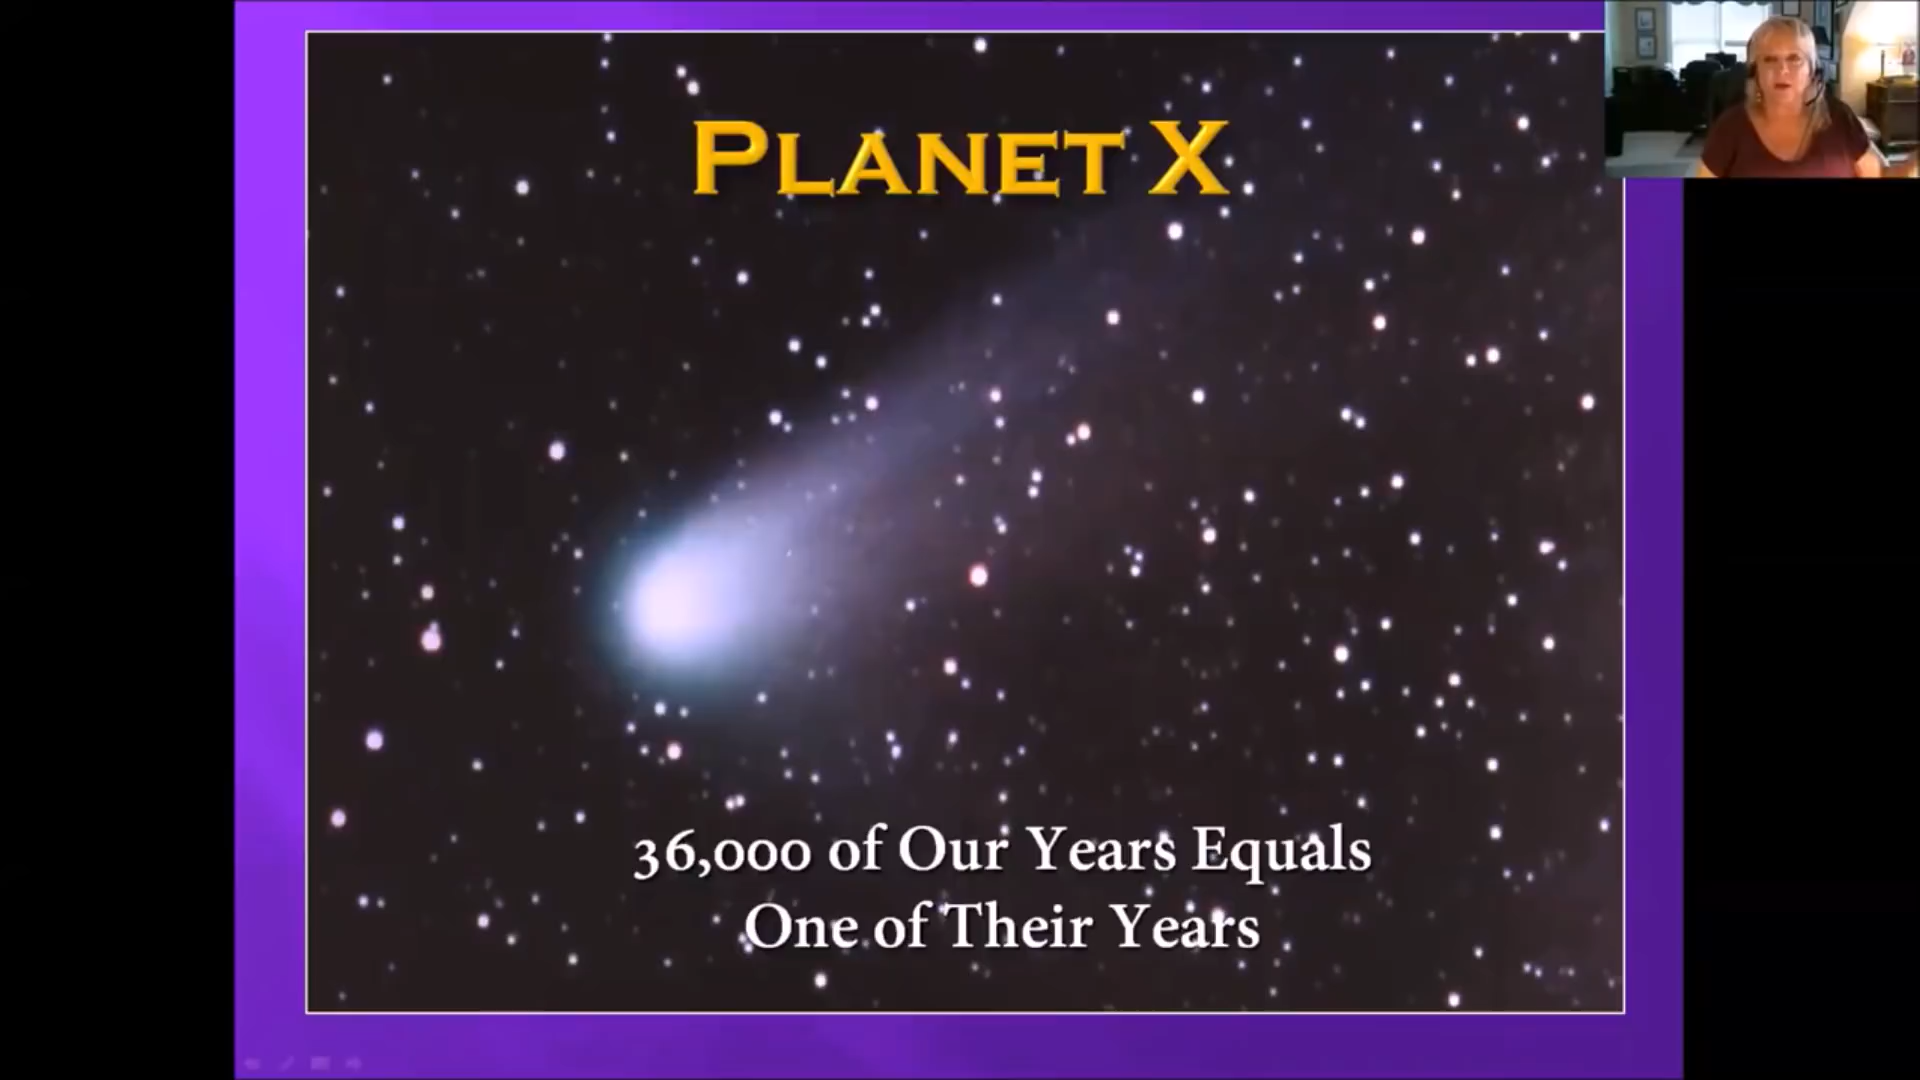 Planet X
36,000 of Our Years Equals
One of Their Years